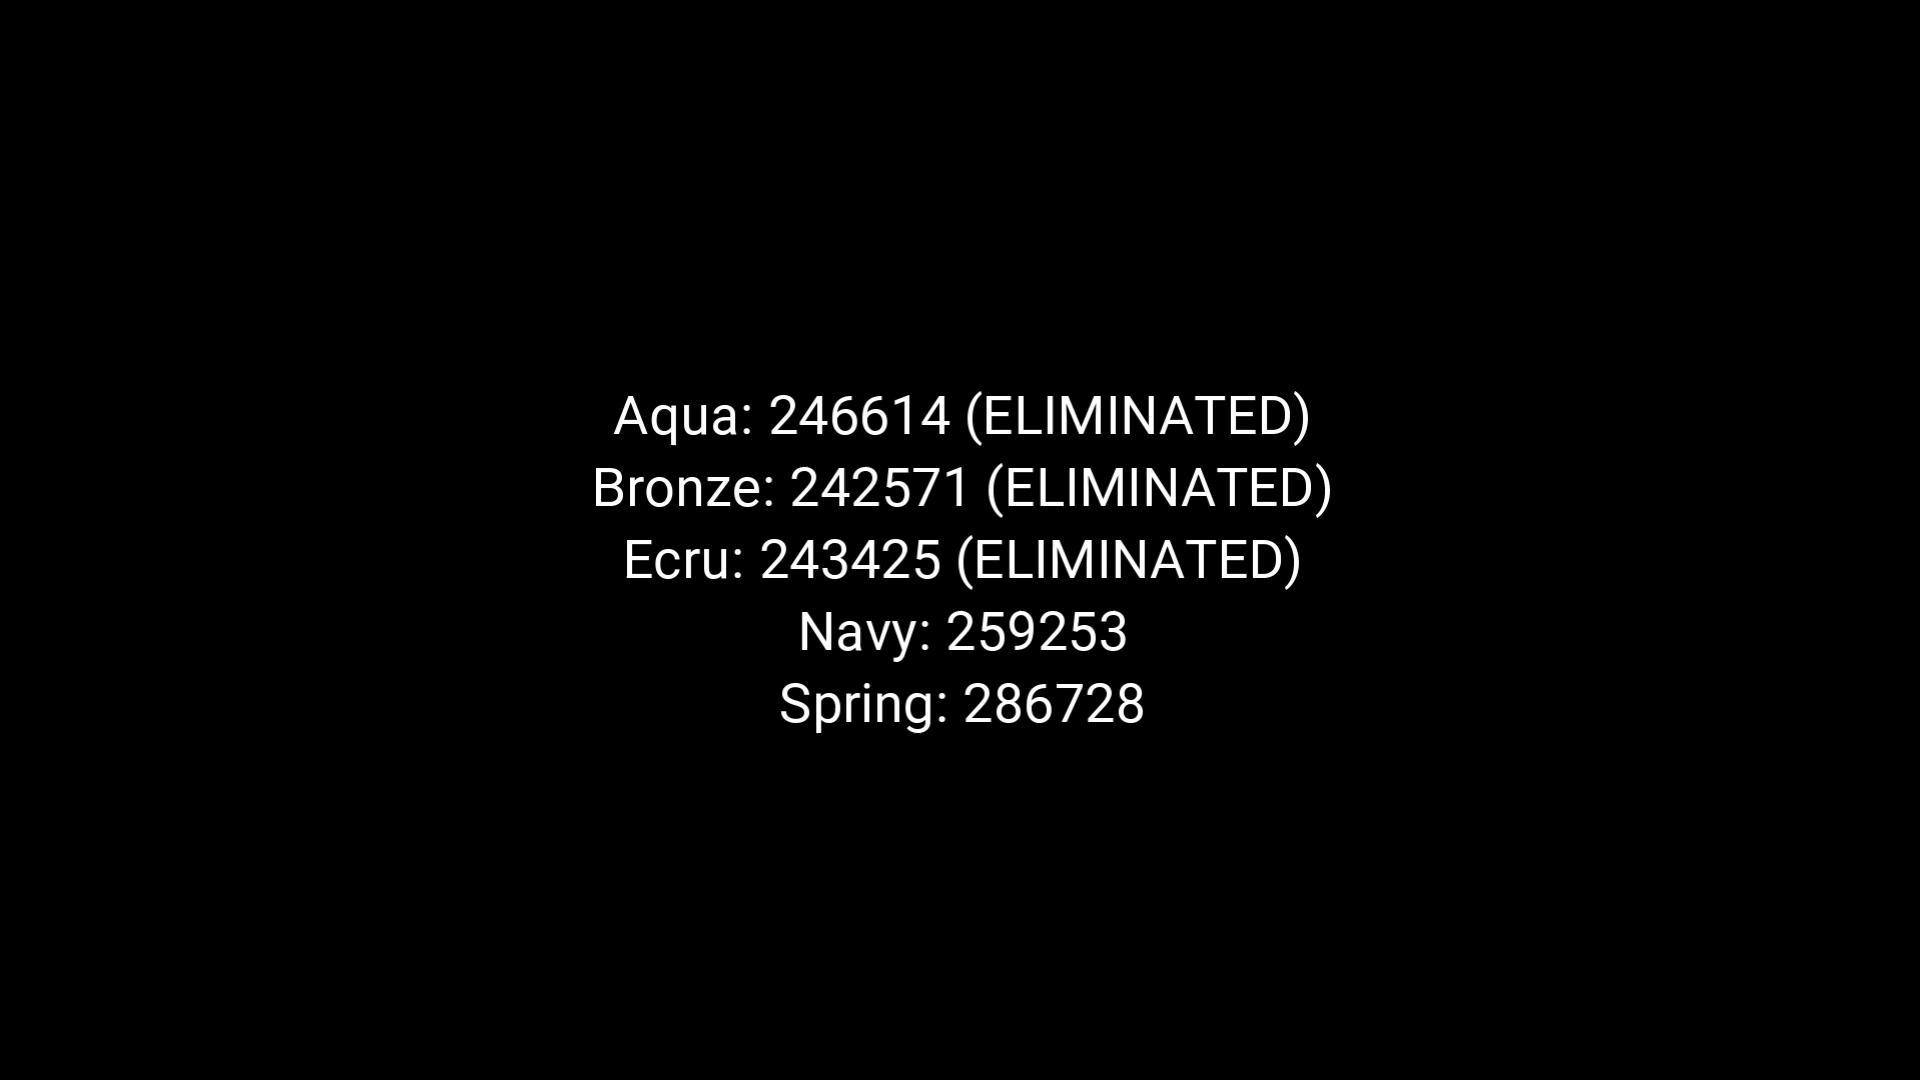 Aqua: 246614 (ELIMINATED)
Bronze: 242571 (ELIMINATED)
Ecru: 243425 (ELIMINATED)
Navy: 259253
Spring: 286728